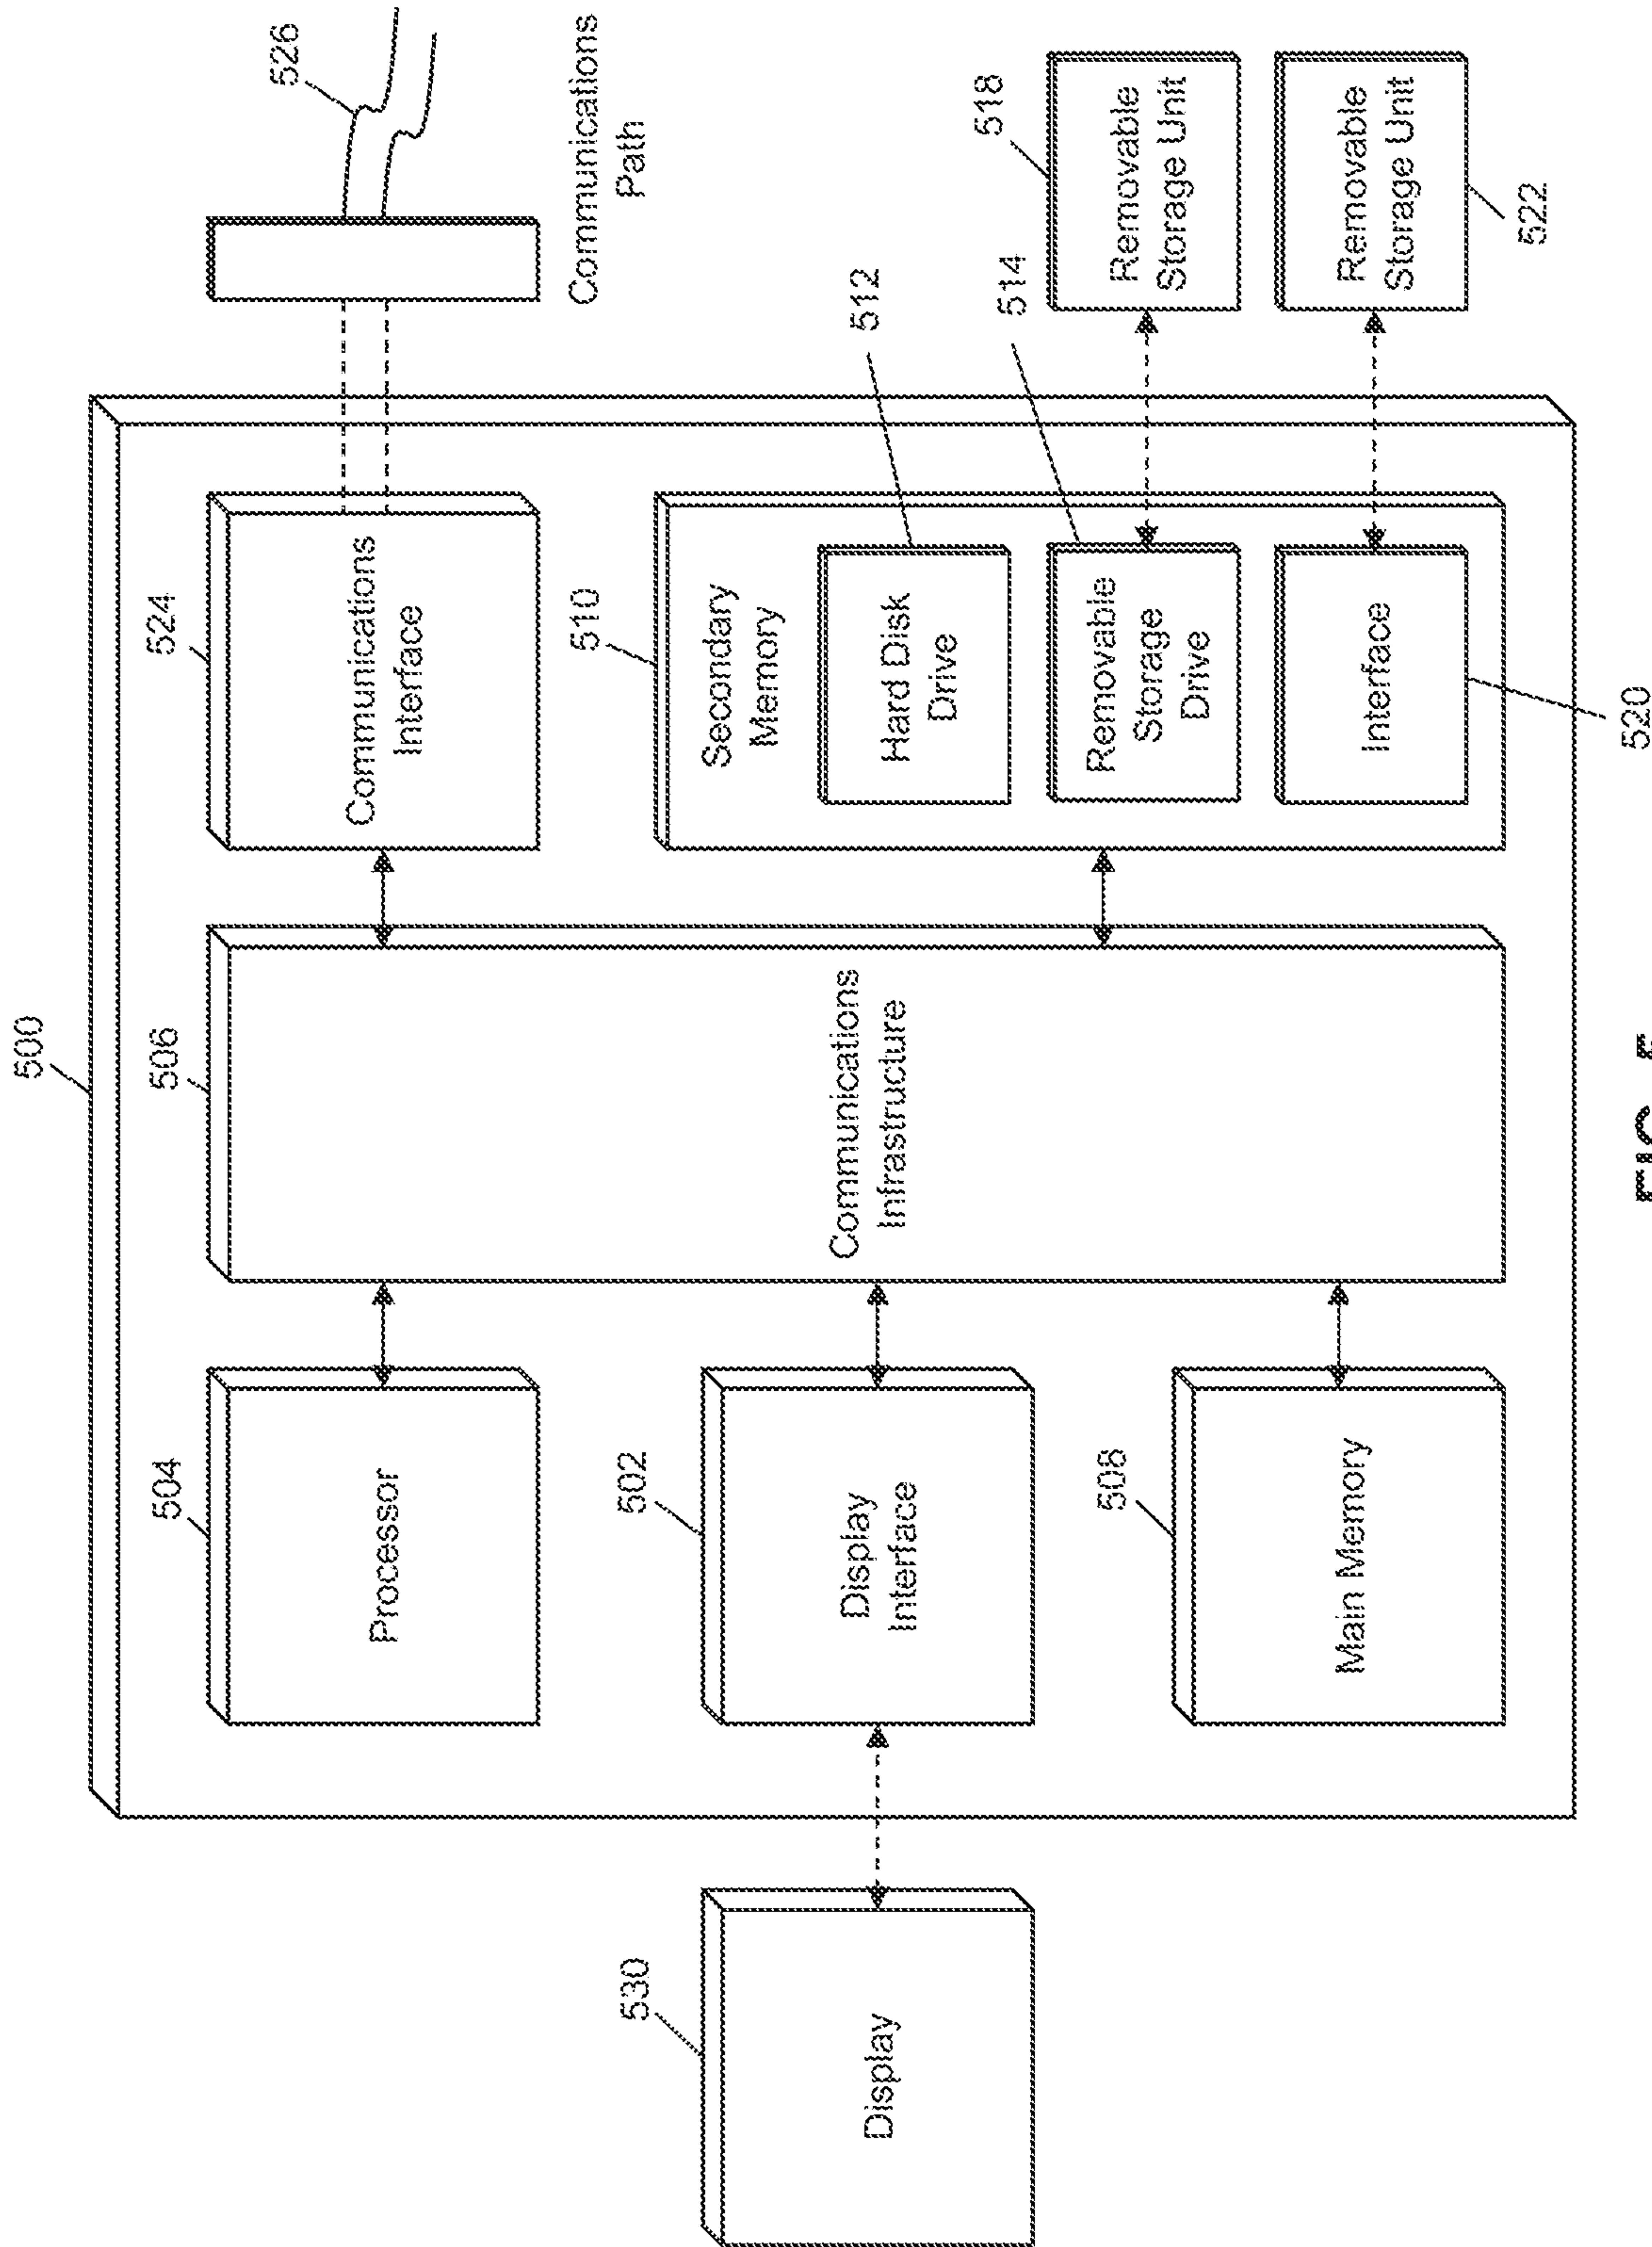 500
504
Processor
506
524
Communications
Interface
526
Communications
Path
530
Display
502
Display
Interface
Communications
Infrastructure
510
Secondary
Memory
512
Hard Disk
Drive
508
Main Memory
514
Removable
Storage
Drive
518
Removable
Storage Unit
Interface
520
Removable
Storage Unit
522